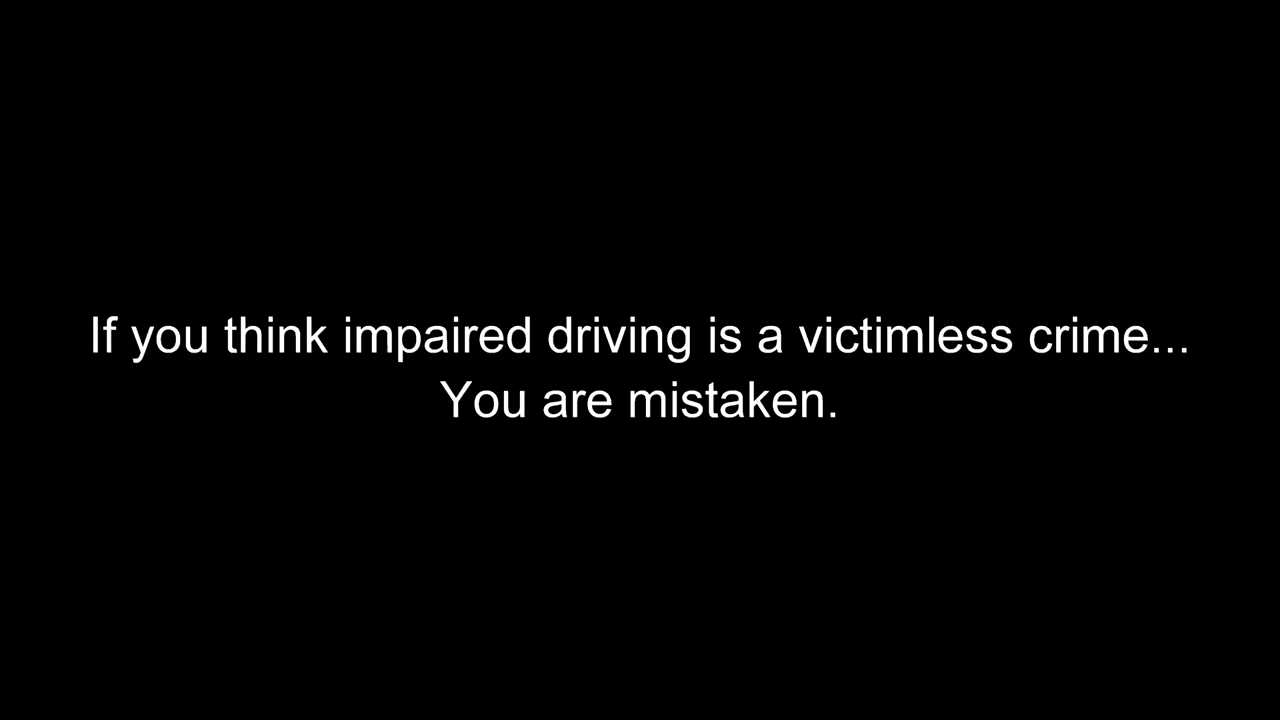 If you think impaired driving is a victimless crime...
You are mistaken.